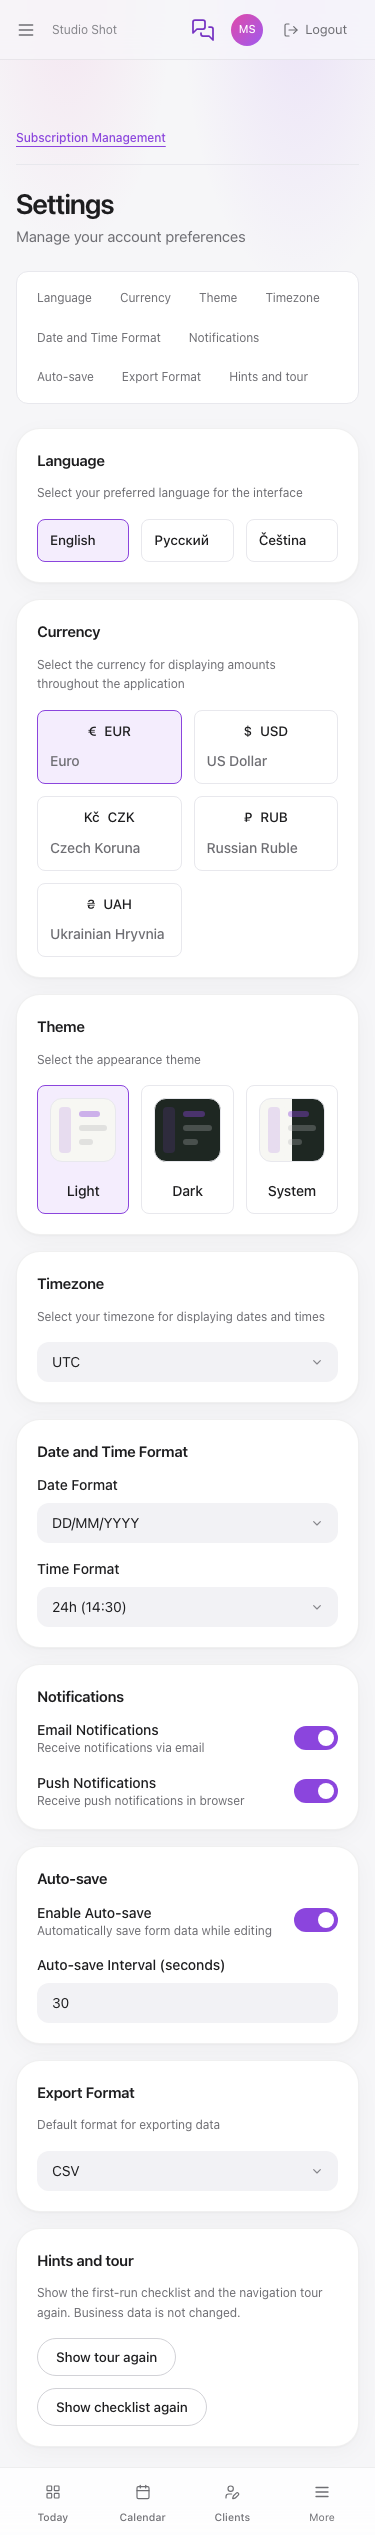 Studio Shot
MS
Logout
Subscription Management
Settings
Manage your account preferences
Language Currency Theme Timezone
Date and Time Format Notifications
Auto-save Export Format Hints and tour
Language
Select your preferred language for the interface
English Русский Čeština
Currency
Select the currency for displaying amounts
throughout the application
€ EUR
Euro
$ USD
US Dollar
Kč CZK
Czech Koruna
₽ RUB
Russian Ruble
₴ UAH
Ukrainian Hryvnia
Theme
Select the appearance theme
Light Dark System
Timezone
Select your timezone for displaying dates and times
UTC
Date and Time Format
Date Format
DD/MM/YYYY
Time Format
24h (14:30)
Notifications
Email Notifications
Receive notifications via email
Push Notifications
Receive push notifications in browser
Auto-save
Enable Auto-save
Automatically save form data while editing
Auto-save Interval (seconds)
30
Export Format
Default format for exporting data
CSV
Hints and tour
Show the first-run checklist and the navigation tour
again. Business data is not changed.
Show tour again
Show checklist again
Today Calendar Clients More